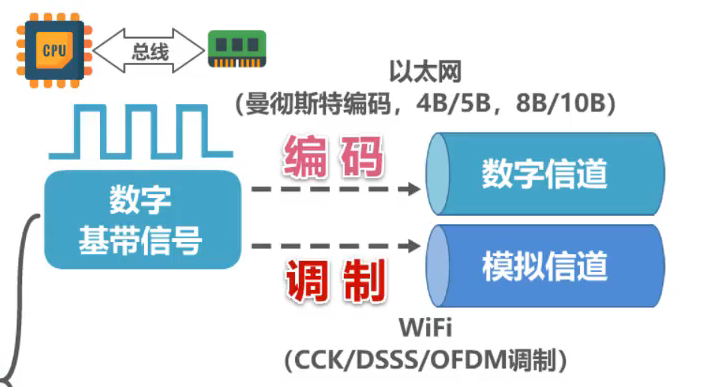 CPU
总线
以太网
（曼彻斯特编码，4B/5B，8B/10B）
编码
数字信道
数字
基带信号
调制
模拟信道
WiFi
（CCK/DSSS/OFDM调制）